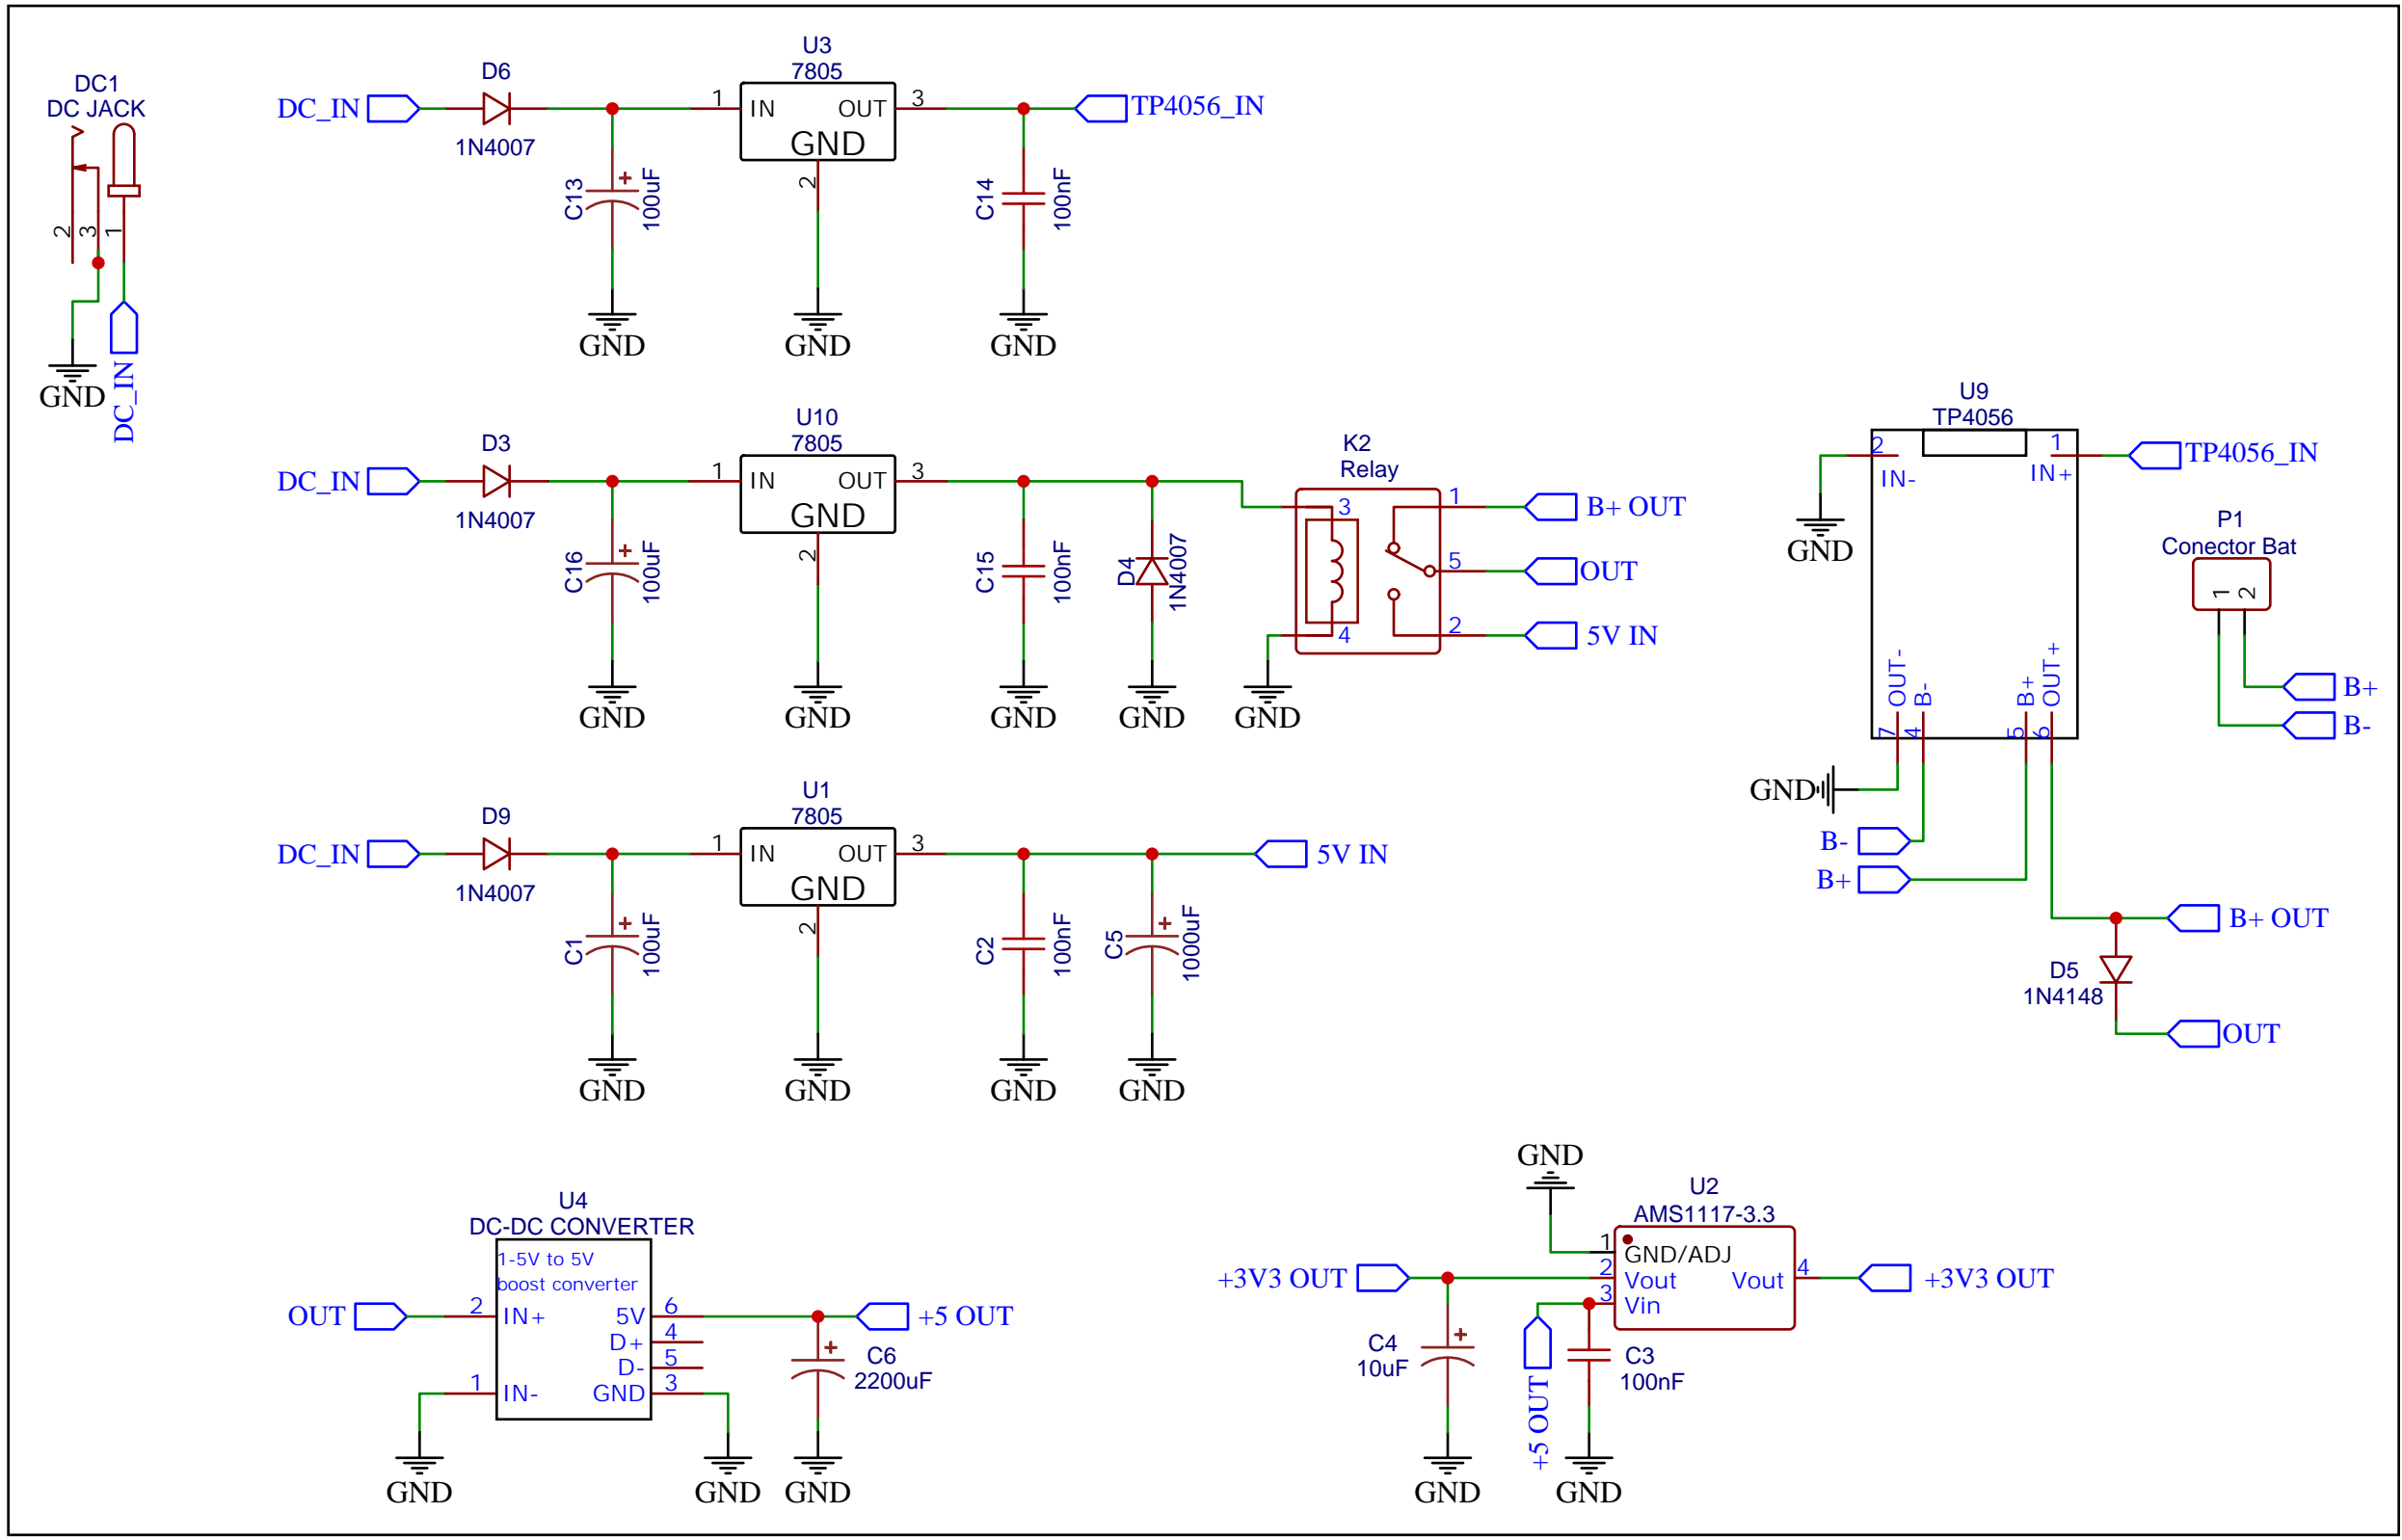 DC1
DC JACK
2
3
1
GND
DC_IN
DC_IN
D6
1N4007
+
C13
100uF
GND
U3
7805
1
IN
OUT
3
GND
2
GND
C14
100nF
GND
TP4056_IN
DC_IN
D3
1N4007
+
C16
100uF
GND
U10
7805
1
IN
OUT
3
GND
2
GND
C15
100nF
GND
D4
1N4007
GND
K2
Relay
3
4
1
5
2
GND
B+ OUT
OUT
5V IN
DC_IN
D9
1N4007
+
C1
100uF
GND
U1
7805
1
IN
OUT
3
GND
2
GND
C2
100nF
GND
+
C5
1000uF
GND
5V IN
U9
TP4056
2
1
IN-
IN+
TP4056_IN
GND
OUT-
B-
B+
OUT+
7
4
5
6
GND
B-
B+
B+ OUT
D5
1N4148
OUT
P1
Conector Bat
1
2
B+
B-
U4
DC-DC CONVERTER
1-5V to 5V
boost converter
OUT
2
IN+
5V
6
D+
4
D-
5
1
IN-
GND
3
GND
GND
+
C6
2200uF
GND
+5 OUT
GND
U2
AMS1117-3.3
1
GND/ADJ
2
Vout
Vout
4
3
Vin
+3V3 OUT
+3V3 OUT
+
C4
10uF
GND
+5 OUT
C3
100nF
GND